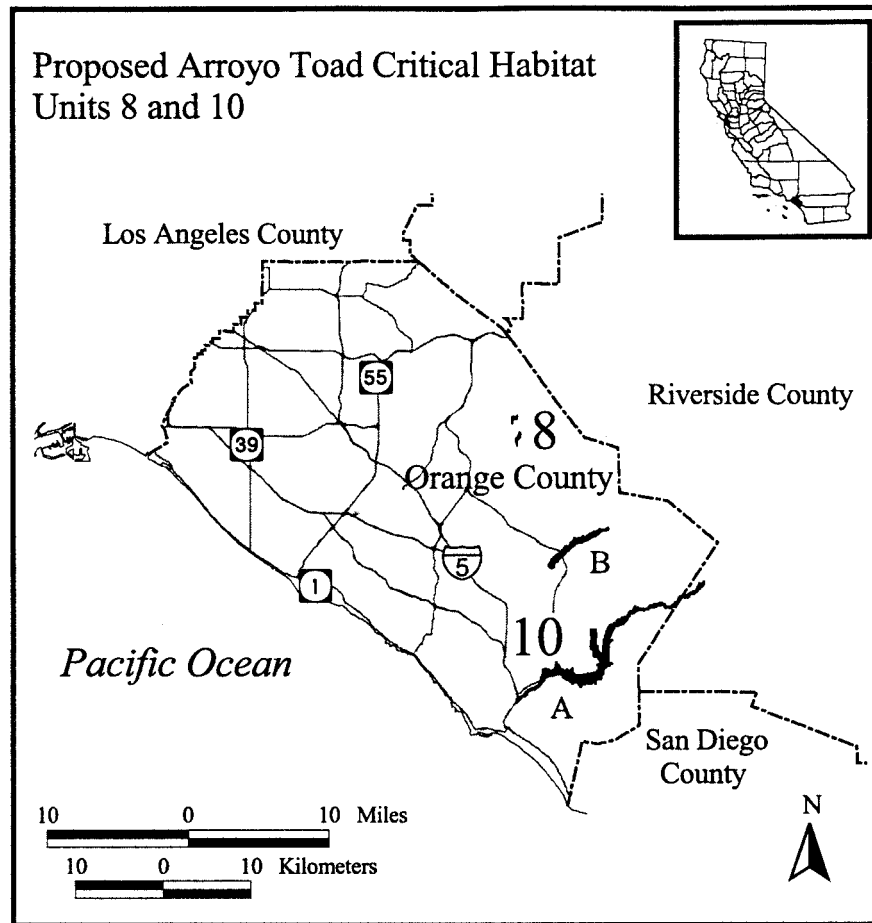 Proposed Arroyo Toad Critical Habitat
Units 8 and 10
Los Angeles County
55
Riverside County
8
39
Orange County
5
B
1
10
Pacific Ocean
A
San Diego
County
10 0 10 Miles
10 0 10 Kilometers
N